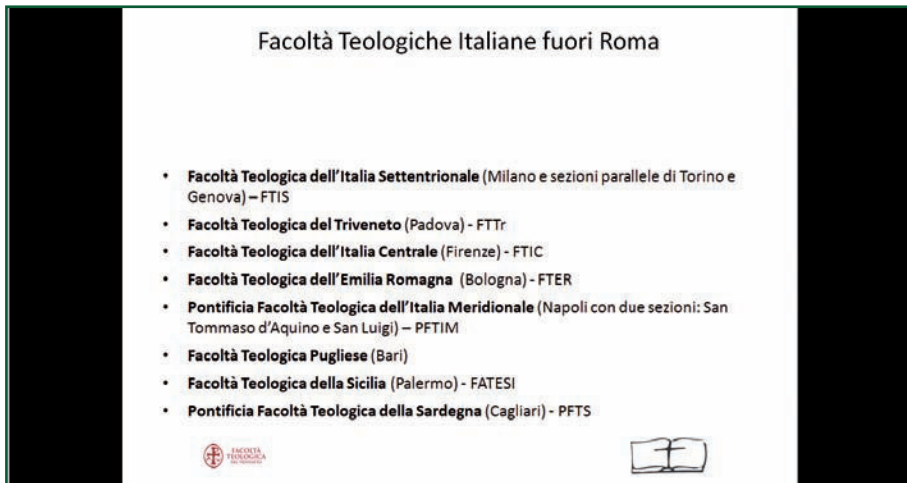 Facoltà Teologiche Italiane fuori Roma
• Facoltà Teologica dell'Italia Settentrionale (Milano e sezioni parallele di Torino e
Genova) – FTIS
• Facoltà Teologica del Triveneto (Padova) - FTTr
• Facoltà Teologica dell'Italia Centrale (Firenze) - FTIC
• Facoltà Teologica dell'Emilia Romagna (Bologna) - FTER
• Pontificia Facoltà Teologica dell'Italia Meridionale (Napoli con due sezioni: San
Tommaso d'Aquino e San Luigi) – PFTIM
• Facoltà Teologica Pugliese (Bari)
• Facoltà Teologica della Sicilia (Palermo) - FATESI
• Pontificia Facoltà Teologica della Sardegna (Cagliari) - PFTS
FACOLTÀ
TEOLOGICA